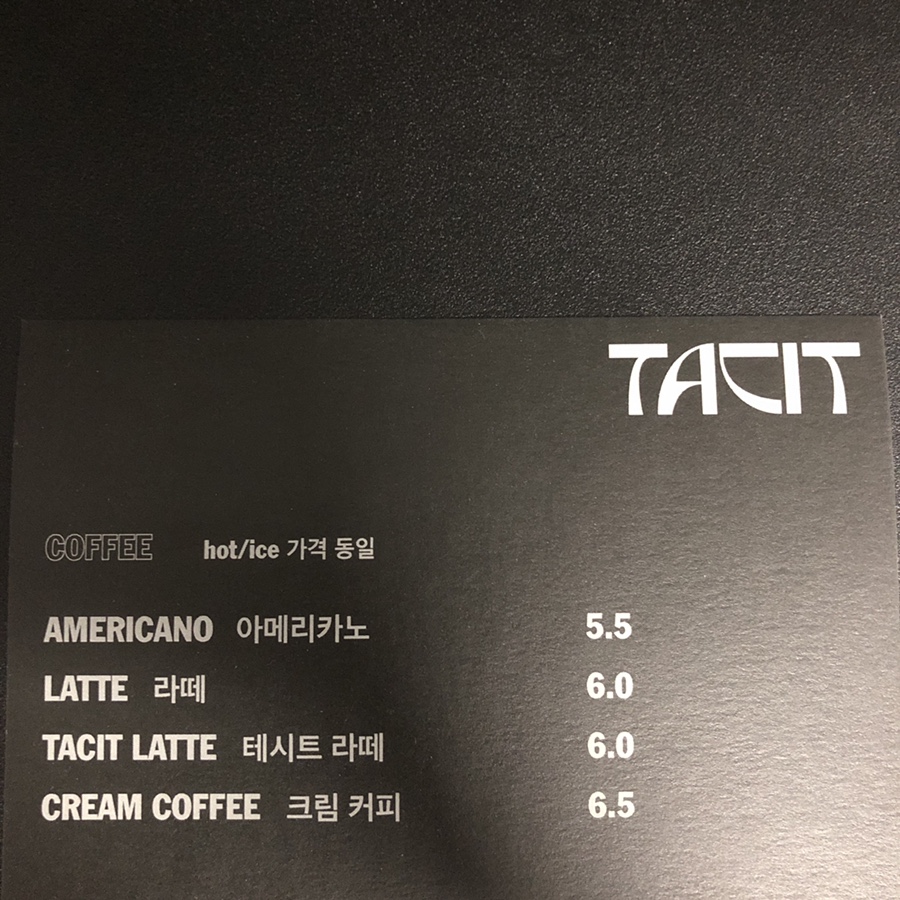 TACIT
COFFEE hot/ice 가격 동일
AMERICANO 아메리카노 5.5
LATTE 라떼 6.0
TACIT LATTE 테시트 라떼 6.0
CREAM COFFEE 크림 커피 6.5